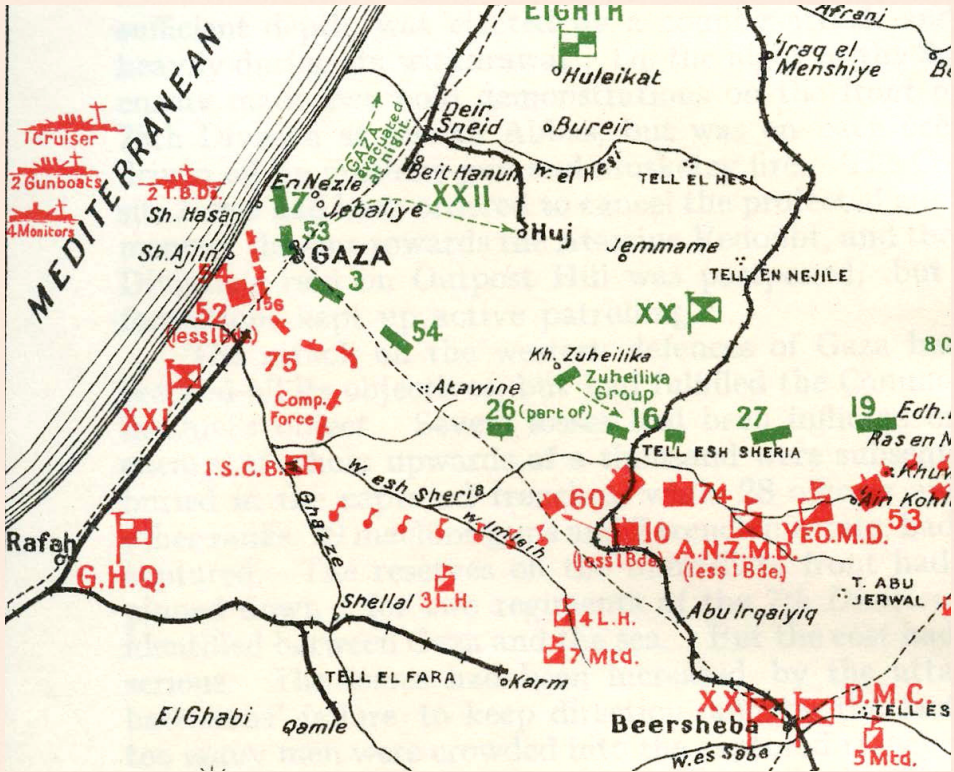 EIGHTH
Afrani
'Iraq el
Menshiye
Huleikat
MEDITERRANEAN
1 Cruiser
2 Gunboats
2 T.B.Ds.
4 Monitors
GAZA
evacuated
at night
Deir
Sneid
Bureir
Beit Hanun
W. el Hesi
TELL EL HESI
En Nezle
7
Jebaliye
XXII
Sh. Hasan
Huj
Jemmame
53
Sh. Ajlin
GAZA
TELL EN NEJILE
54
3
156
52
(less 1 Bde)
XX
54
75
Kh. Zuheilika
Zuheilika
Group
Atawine
XXI
Comp.
Force
26 (part of)
16
27
19
Edh.
Ras en N
TELL ESH SHERIA
I.S.C.B.
W. esh sheria
Khuw
'Ain Kohl
60
74
53
W. Imleih
10
(less 1 Bde)
A.N.Z.M.D.
(less 1 Bde)
YEO.M.D.
Ghazze
Rafah
G.H.Q.
T. ABU
JERWAL
3 L.H.
Shellal
Abu Irqaiyiq
4 L.H.
7 Mtd.
TELL EL FARA
Karm
El Ghabi
Qamle
XX
D.M.C.
Beersheba
TELL ES
W. es Saba
5 Mtd.